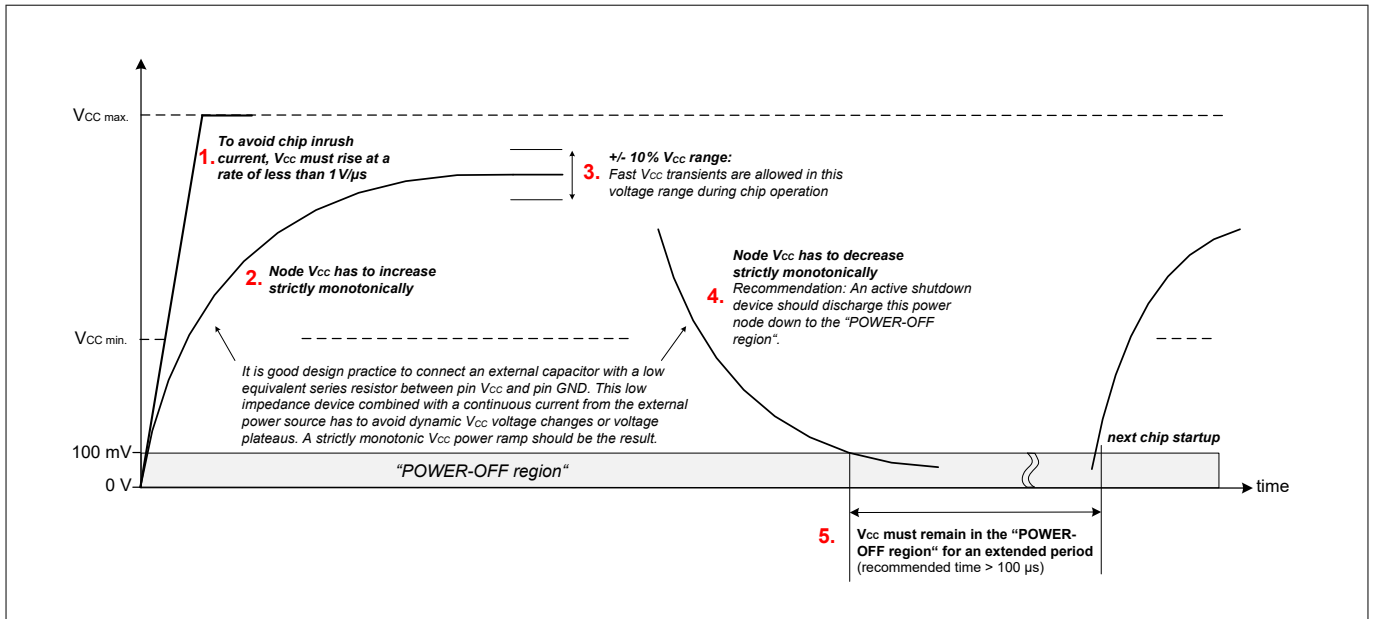 VCC max.
1. To avoid chip inrush
current, VCC must rise at a
rate of less than 1 V/µs
+/- 10% VCC range:
3. Fast VCC transients are allowed in this
voltage range during chip operation
2. Node VCC has to increase
strictly monotonically
Node VCC has to decrease
strictly monotonically
4. Recommendation: An active shutdown
device should discharge this power
node down to the “POWER-OFF
region“.
VCC min.
It is good design practice to connect an external capacitor with a low
equivalent series resistor between pin VCC and pin GND. This low
impedance device combined with a continuous current from the external
power source has to avoid dynamic VCC voltage changes or voltage
plateaus. A strictly monotonic VCC power ramp should be the result.
next chip startup
100 mV
“POWER-OFF region“
0 V
time
5. VCC must remain in the “POWER-
OFF region“ for an extended period
(recommended time > 100 µs)